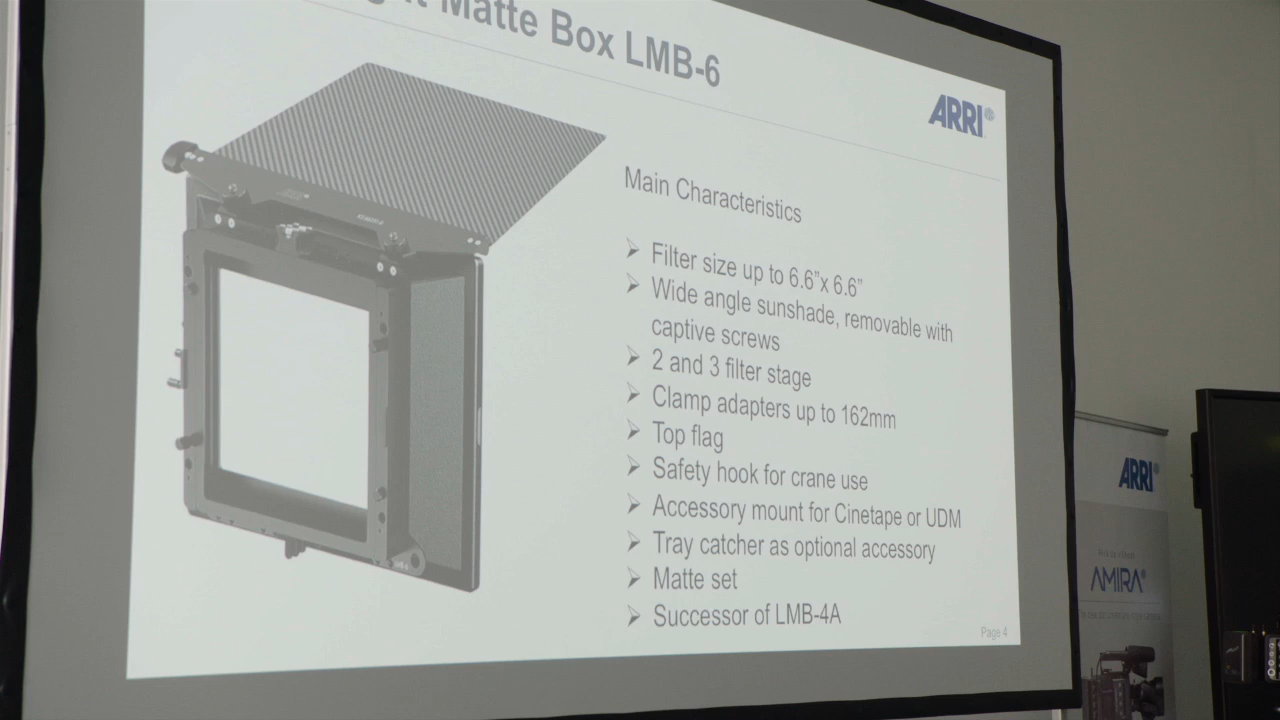 Matte Box LMB-6
ARRI
Main Characteristics
➢ Filter size up to 6.6”x 6.6”
➢ Wide angle sunshade, removable with
captive screws
➢ 2 and 3 filter stage
➢ Clamp adapters up to 162mm
➢ Top flag
➢ Safety hook for crane use
➢ Accessory mount for Cinetape or UDM
➢ Tray catcher as optional accessory
➢ Matte set
➢ Successor of LMB-4A
Page 4
ARRI
AMIRA